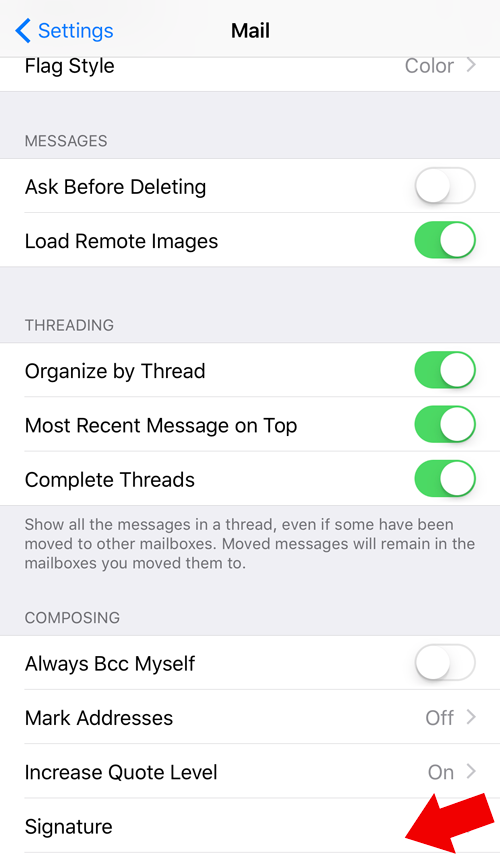 Settings
Mail
Flag Style
Color
MESSAGES
Ask Before Deleting
Load Remote Images
THREADING
Organize by Thread
Most Recent Message on Top
Complete Threads
Show all the messages in a thread, even if some have been
moved to other mailboxes. Moved messages will remain in the
mailboxes you moved them to.
COMPOSING
Always Bcc Myself
Mark Addresses
Off
Increase Quote Level
On
Signature